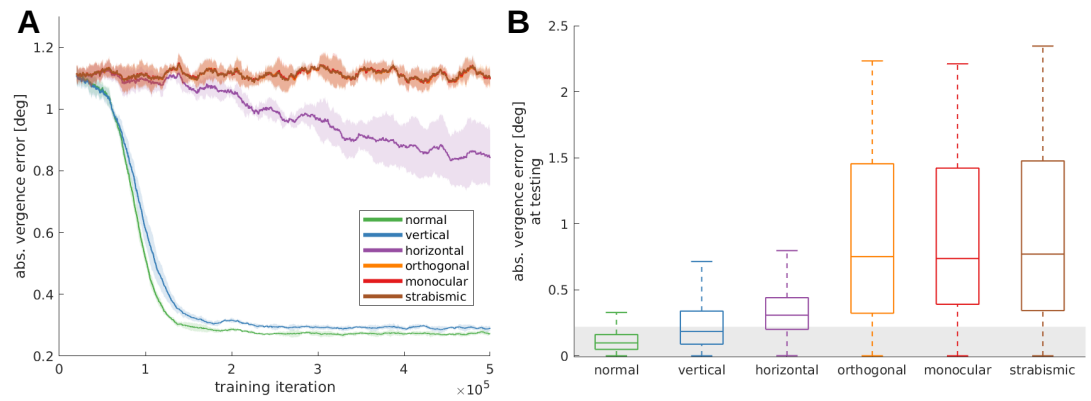 A
abs. vergence error [deg]
1.2
1
0.8
0.6
0.4
0.2
0
1
2
3
4
5
training iteration
×10⁵
normal
vertical
horizontal
orthogonal
monocular
strabismic
B
abs. vergence error [deg]
at testing
2.5
2
1.5
1
0.5
0
normal
vertical
horizontal
orthogonal
monocular
strabismic